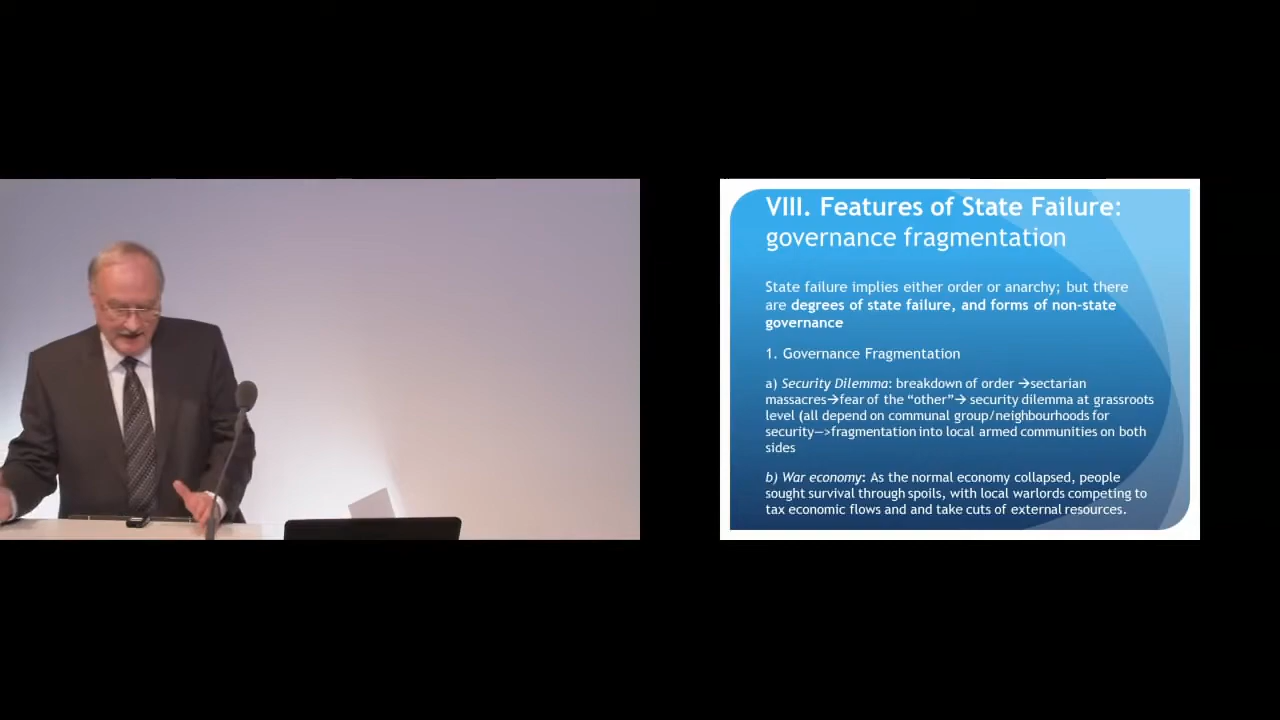 VIII. Features of State Failure:
governance fragmentation
State failure implies either order or anarchy; but there
are degrees of state failure, and forms of non-state
governance
1. Governance Fragmentation
a) Security Dilemma: breakdown of order →sectarian
massacres→fear of the “other”→ security dilemma at grassroots
level (all depend on communal group/neighbourhoods for
security—>fragmentation into local armed communities on both
sides
b) War economy: As the normal economy collapsed, people
sought survival through spoils, with local warlords competing to
tax economic flows and and take cuts of external resources.